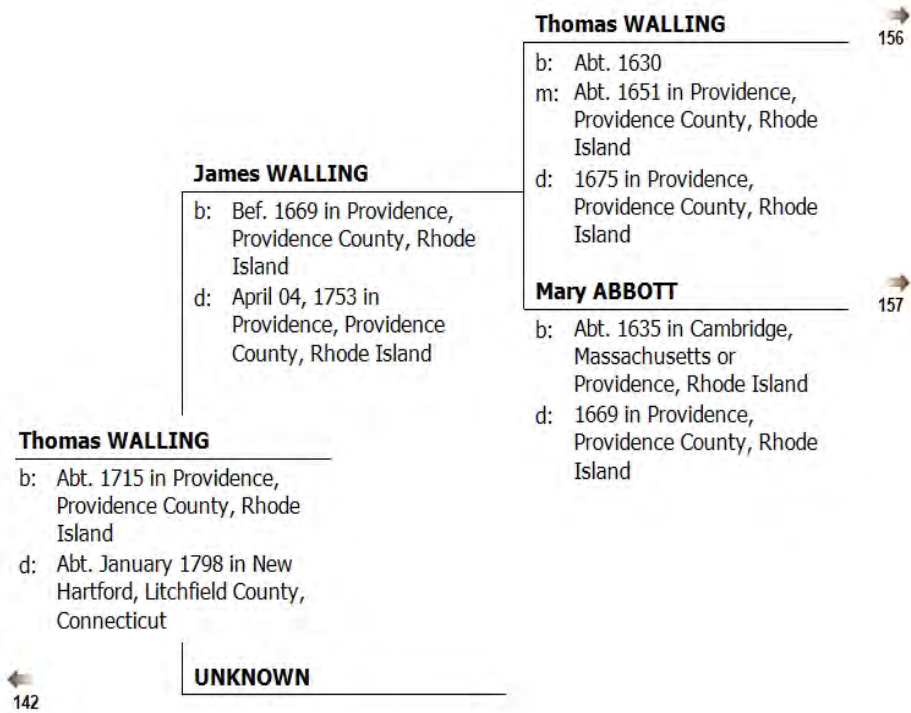 Thomas WALLING
156
b: Abt. 1630
m: Abt. 1651 in Providence,
Providence County, Rhode
Island
d: 1675 in Providence,
Providence County, Rhode
Island
James WALLING
b: Bef. 1669 in Providence,
Providence County, Rhode
Island
d: April 04, 1753 in
Providence, Providence
County, Rhode Island
Mary ABBOTT
157
b: Abt. 1635 in Cambridge,
Massachusetts or
Providence, Rhode Island
d: 1669 in Providence,
Providence County, Rhode
Island
Thomas WALLING
b: Abt. 1715 in Providence,
Providence County, Rhode
Island
d: Abt. January 1798 in New
Hartford, Litchfield County,
Connecticut
UNKNOWN
142